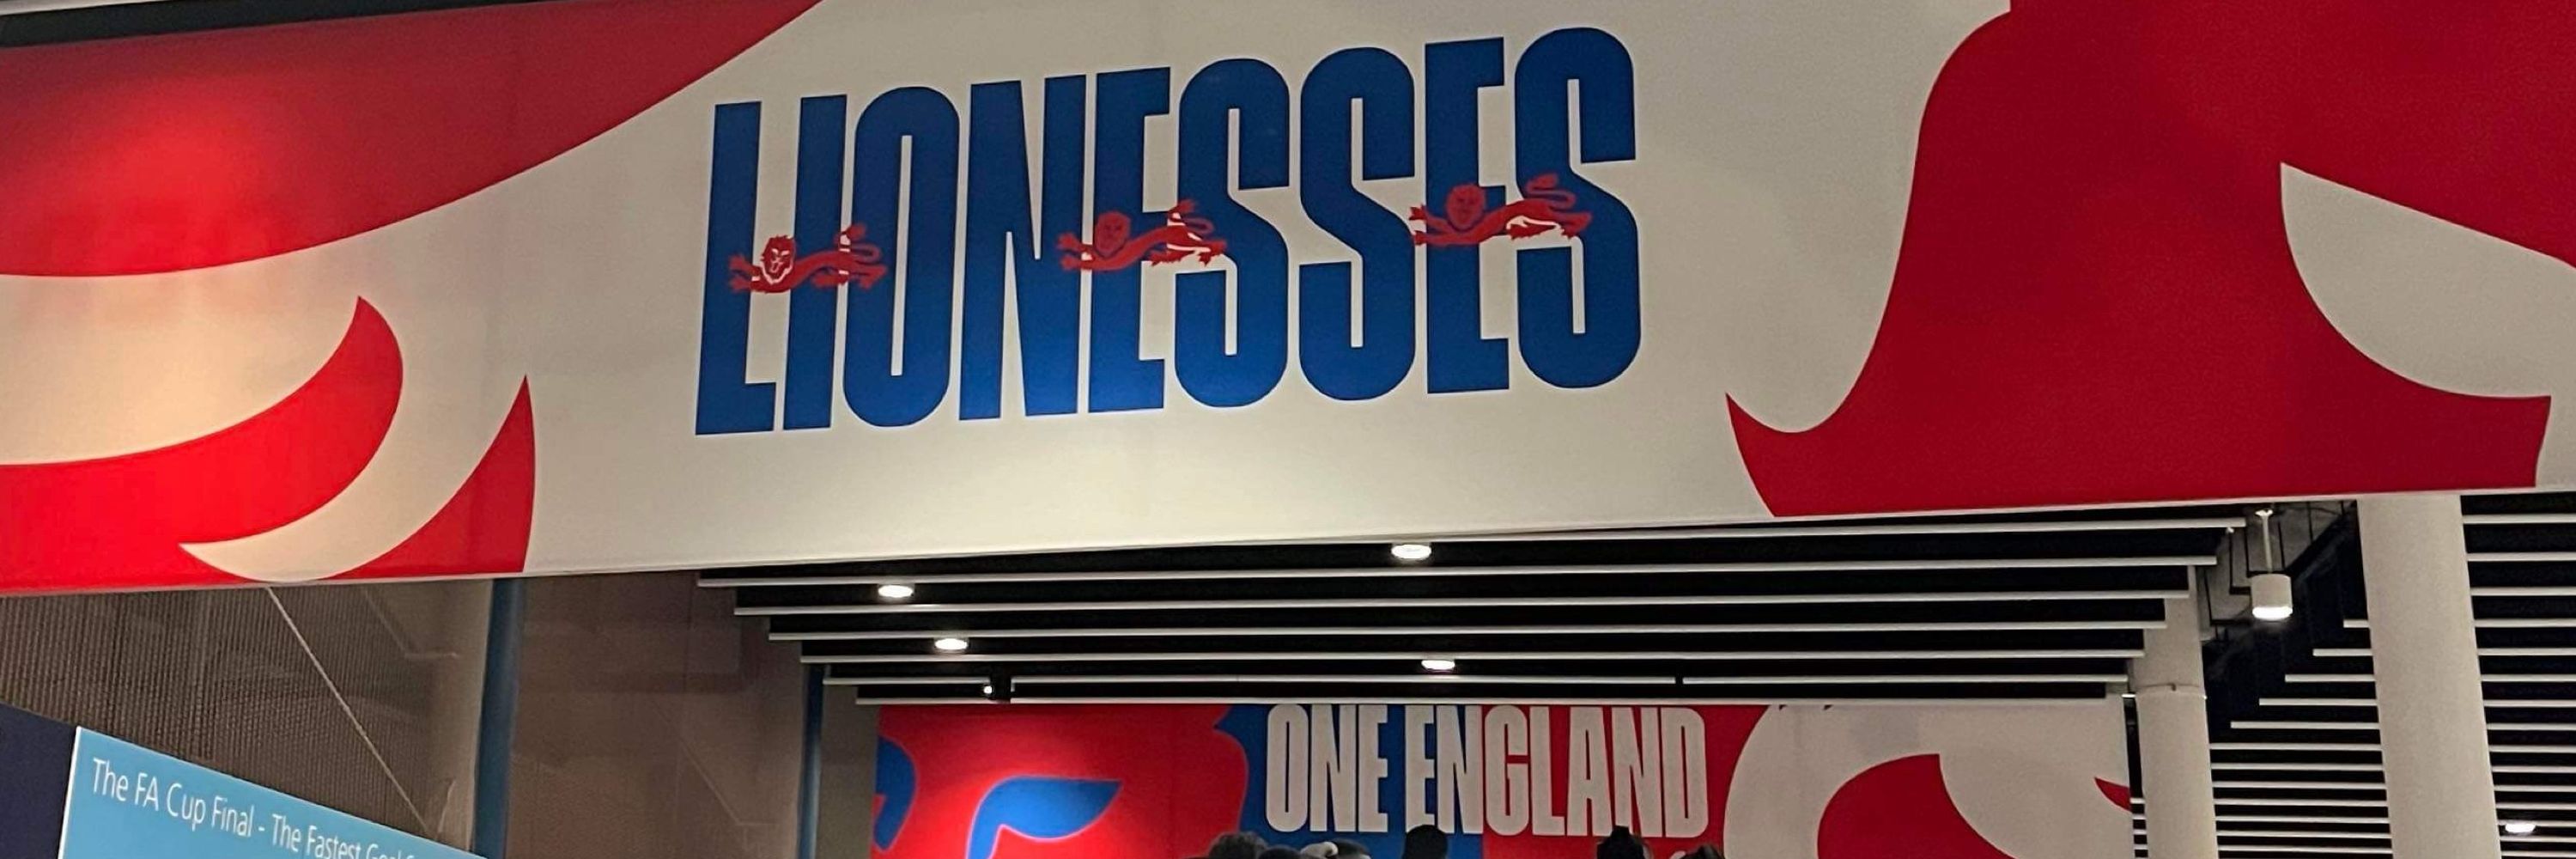 LIONESSES
ONE ENGLAND
The FA Cup Final - The Fastest Goal